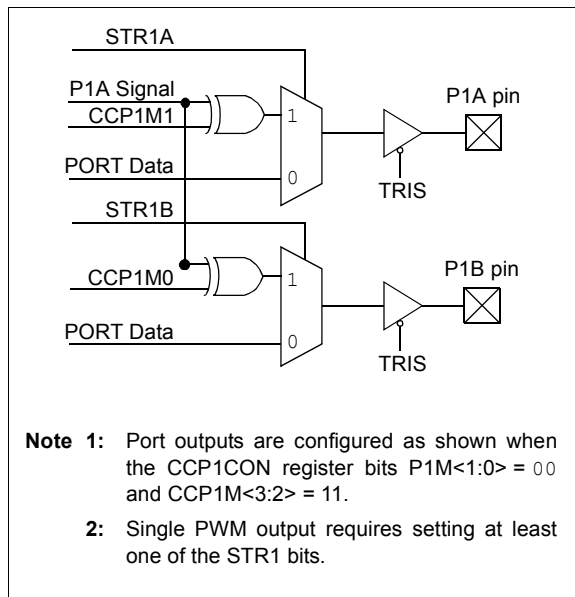 STR1A
P1A Signal
P1A pin
CCP1M1
1
PORT Data
0
TRIS
STR1B
P1B pin
CCP1M0
1
PORT Data
0
TRIS
Note 1: Port outputs are configured as shown when
the CCP1CON register bits P1M<1:0> = 00
and CCP1M<3:2> = 11.
2: Single PWM output requires setting at least
one of the STR1 bits.